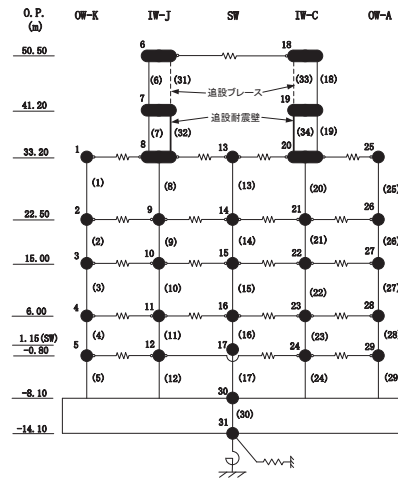 O.P. OW-K IW-J SW IW-C OW-A
(m)
50.50 6 18
(6) (31) (33) (18)
追設ブレース
41.20 7 19
追設耐震壁
(7) (32) (34) (19)
33.20 1 8 13 20 25
(1) (8) (13) (20) (25)
22.50 2 9 14 21 26
(2) (9) (14) (21) (26)
15.00 3 10 15 22 27
(3) (10) (15) (22) (27)
6.00 4 11 16 23 28
(4) (11) (16) (23) (28)
1.15(SW) 17
-0.80 5 12 24 29
(5) (12) (17) (24) (29
-8.10 30
(30)
-14.10 31